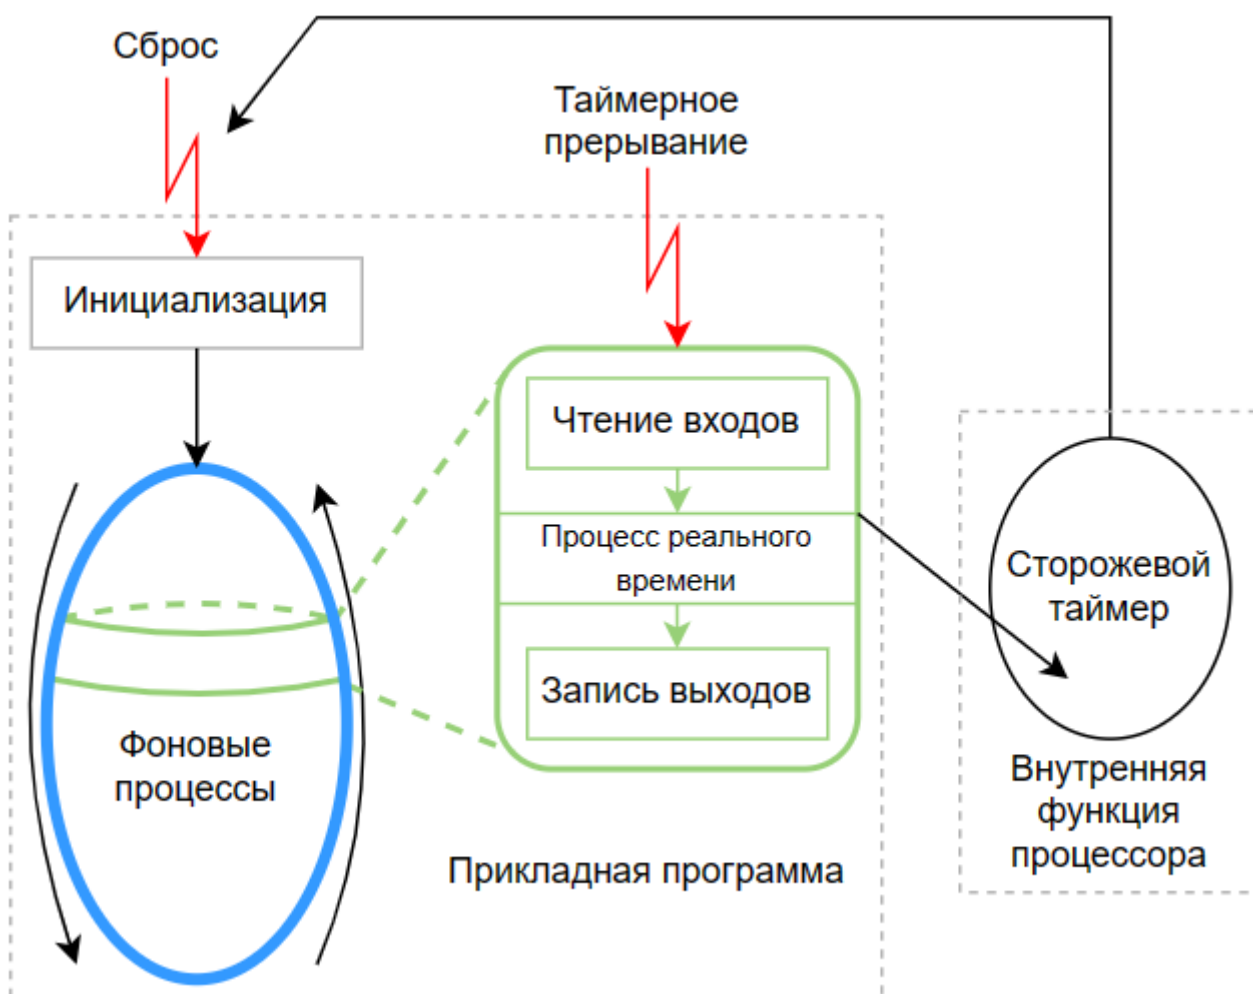 Сброс
Таймерное
прерывание
Инициализация
Чтение входов
Процесс реального
времени
Запись выходов
Фоновые
процессы
Прикладная программа
Сторожевой
таймер
Внутренняя
функция
процессора